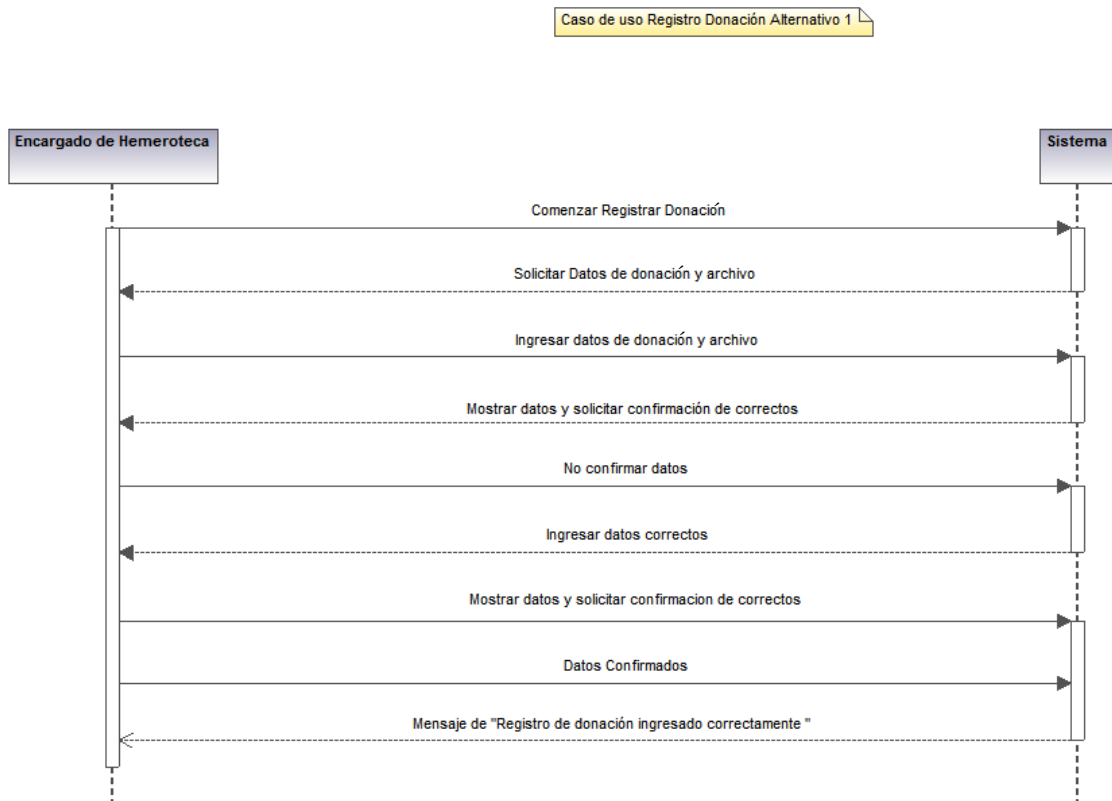 Caso de uso Registro Donación Alternativo 1
Encargado de Hemeroteca
Sistema
Comenzar Registrar Donación
Solicitar Datos de donación y archivo
Ingresar datos de donación y archivo
Mostrar datos y solicitar confirmación de correctos
No confirmar datos
Ingresar datos correctos
Mostrar datos y solicitar confirmacion de correctos
Datos Confirmados
Mensaje de "Registro de donación ingresado correctamente "